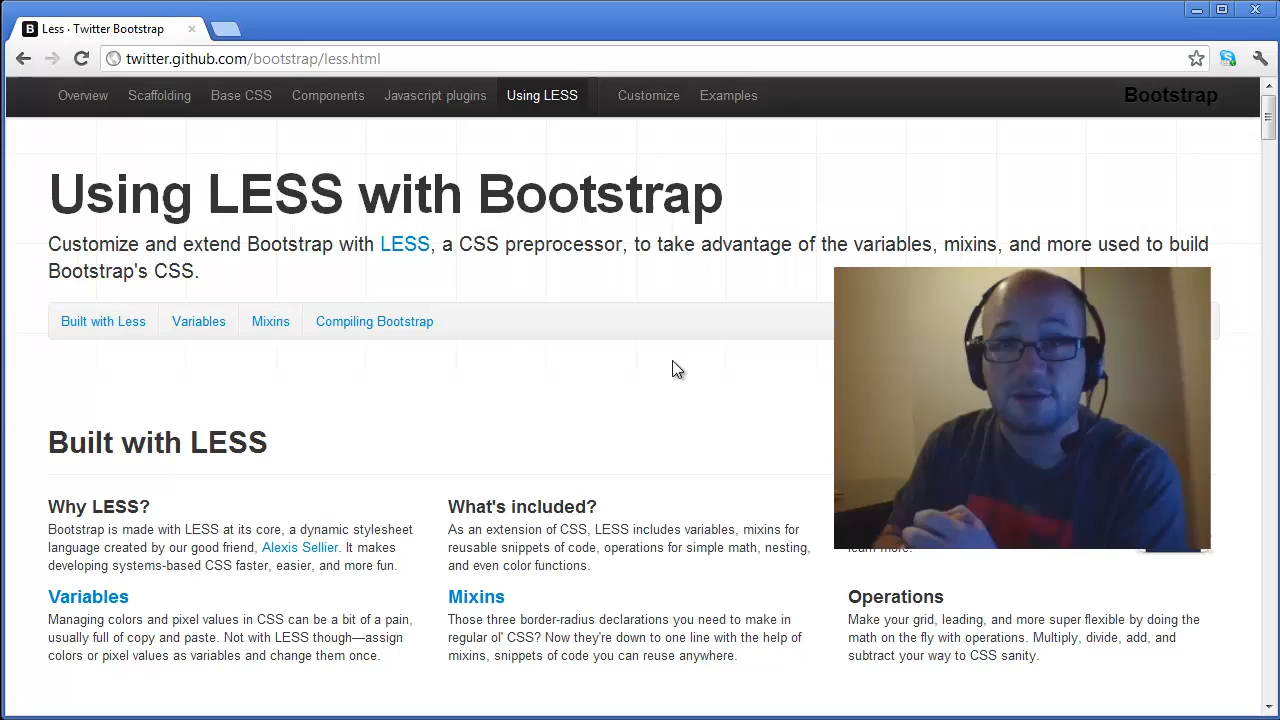 Less · Twitter Bootstrap
twitter.github.com/bootstrap/less.html
Overview Scaffolding Base CSS Components Javascript plugins Using LESS Customize Examples Bootstrap
Using LESS with Bootstrap
Customize and extend Bootstrap with LESS, a CSS preprocessor, to take advantage of the variables, mixins, and more used to build
Bootstrap's CSS.
Built with Less Variables Mixins Compiling Bootstrap
Built with LESS
Why LESS?
Bootstrap is made with LESS at its core, a dynamic stylesheet
language created by our good friend, Alexis Sellier. It makes
developing systems-based CSS faster, easier, and more fun.
What's included?
As an extension of CSS, LESS includes variables, mixins for
reusable snippets of code, operations for simple math, nesting,
and even color functions.
learn more.
Variables
Managing colors and pixel values in CSS can be a bit of a pain,
usually full of copy and paste. Not with LESS though—assign
colors or pixel values as variables and change them once.
Mixins
Those three border-radius declarations you need to make in
regular ol' CSS? Now they're down to one line with the help of
mixins, snippets of code you can reuse anywhere.
Operations
Make your grid, leading, and more super flexible by doing the
math on the fly with operations. Multiply, divide, add, and
subtract your way to CSS sanity.